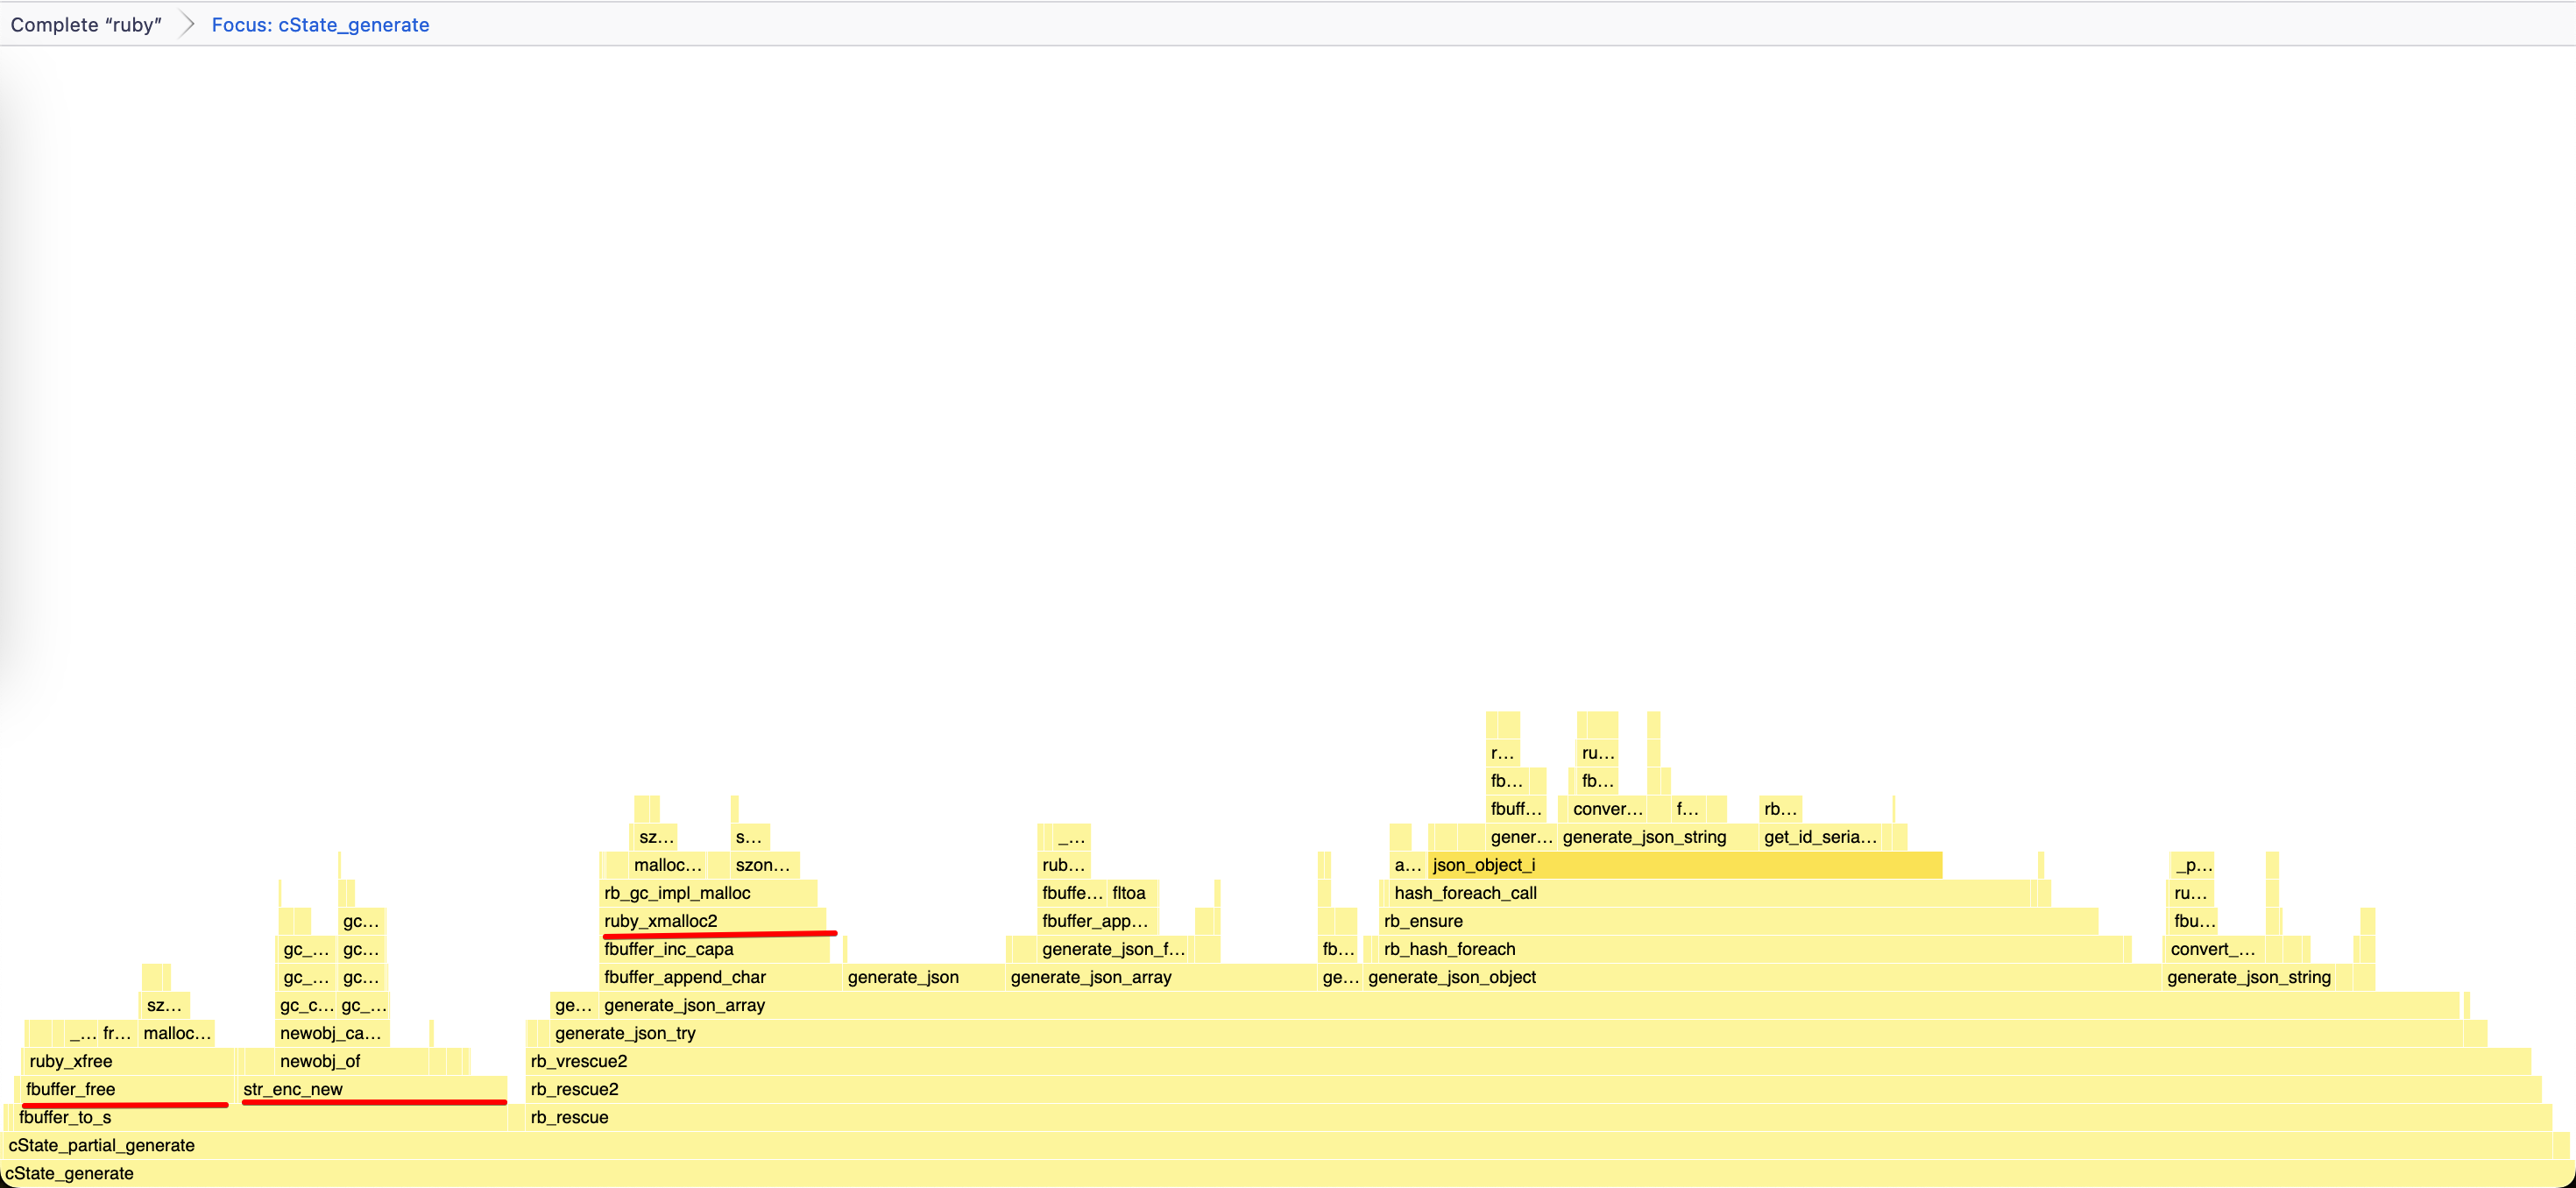 Complete “ruby” Focus: cState_generate
r… ru…
fb… fb…
fbuff… conver… f… rb…
sz… s… _… gener… generate_json_string get_id_seria…
malloc… szon… rub… a… json_object_i _p…
rb_gc_impl_malloc fbuffe… fltoa hash_foreach_call ru…
gc… ruby_xmalloc2 fbuffer_app… rb_ensure fbu…
gc_… gc… fbuffer_inc_capa generate_json_f… fb… rb_hash_foreach convert_…
gc_… gc… fbuffer_append_char generate_json generate_json_array ge… generate_json_object generate_json_string
sz… gc_c… gc_… ge… generate_json_array
_… fr… malloc… newobj_ca… generate_json_try
ruby_xfree newobj_of rb_vrescue2
fbuffer_free str_enc_new rb_rescue2
fbuffer_to_s rb_rescue
cState_partial_generate
cState_generate